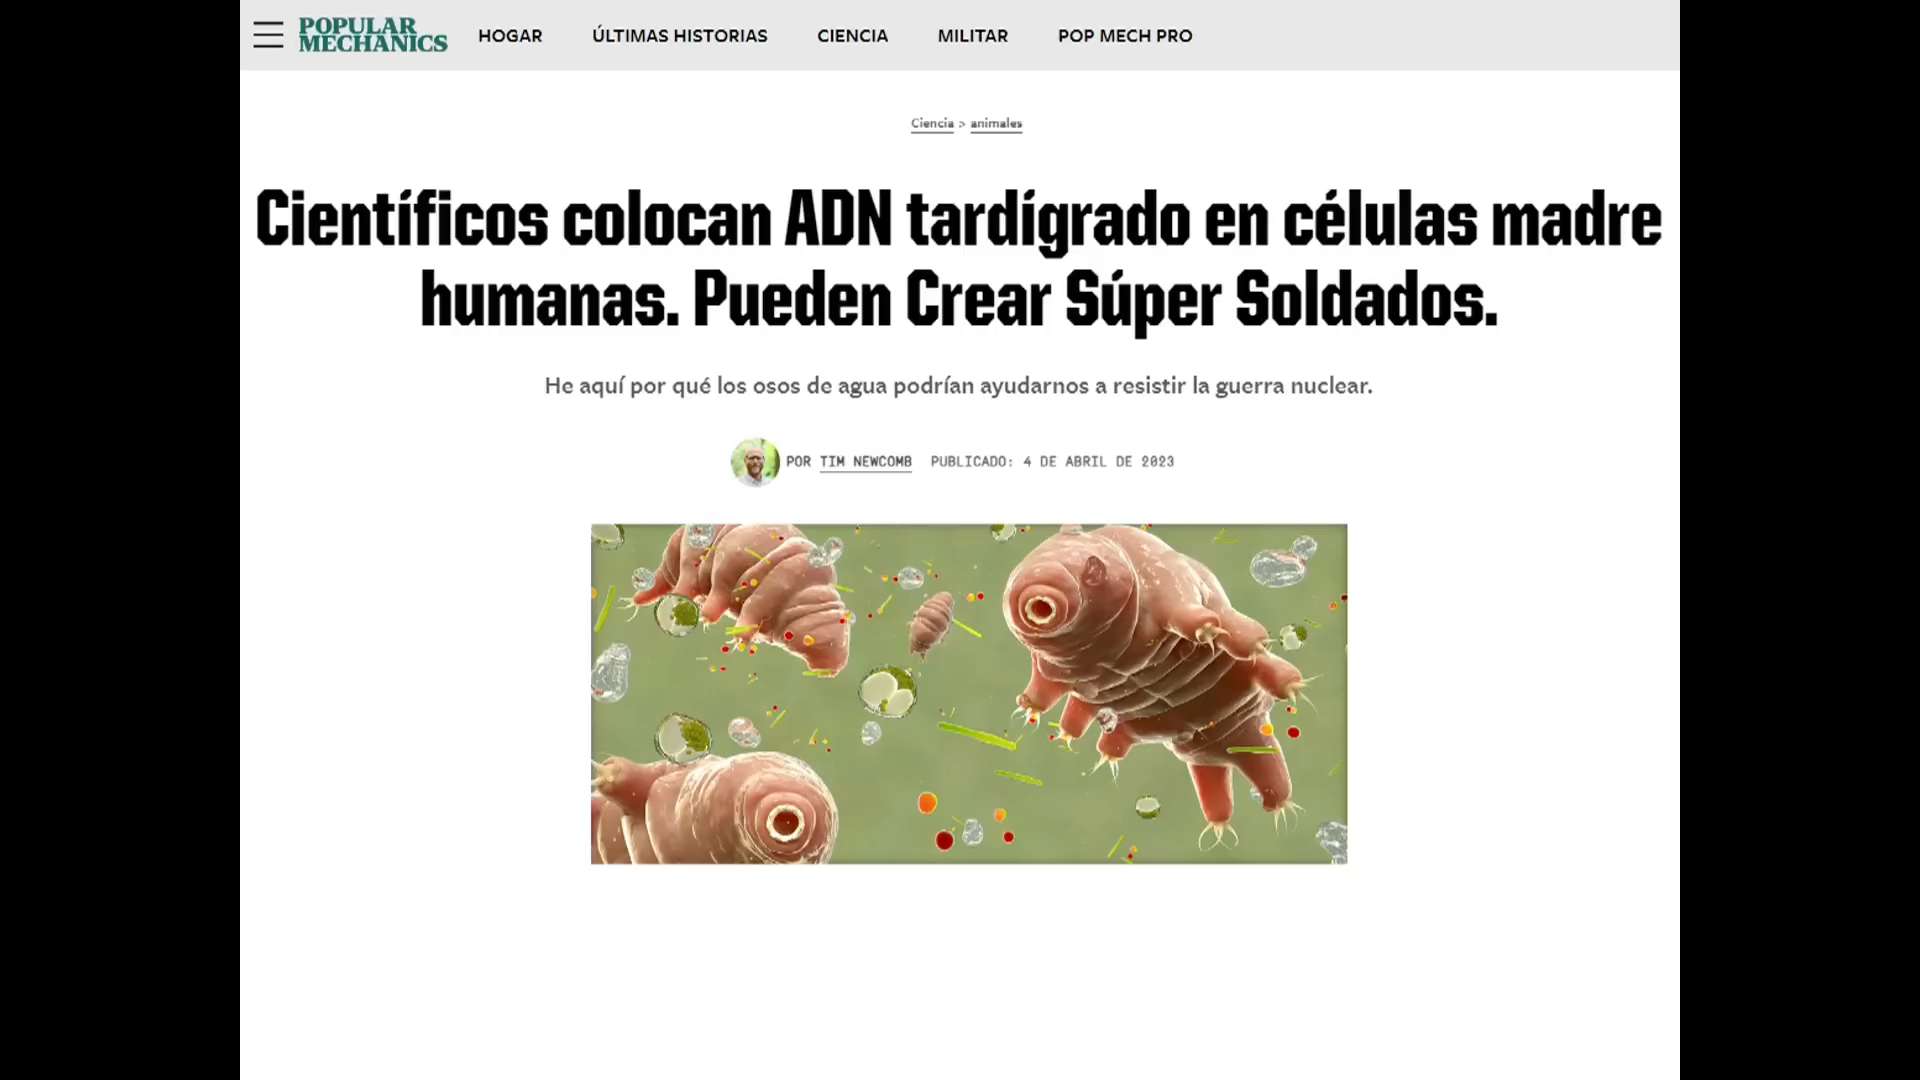 POPULAR
MECHANICS
HOGAR
ÚLTIMAS HISTORIAS
CIENCIA
MILITAR
POP MECH PRO
Ciencia > animales
Científicos colocan ADN tardígrado en células madre
humanas. Pueden Crear Súper Soldados.
He aquí por qué los osos de agua podrían ayudarnos a resistir la guerra nuclear.
POR TIM NEWCOMB PUBLICADO: 4 DE ABRIL DE 2023